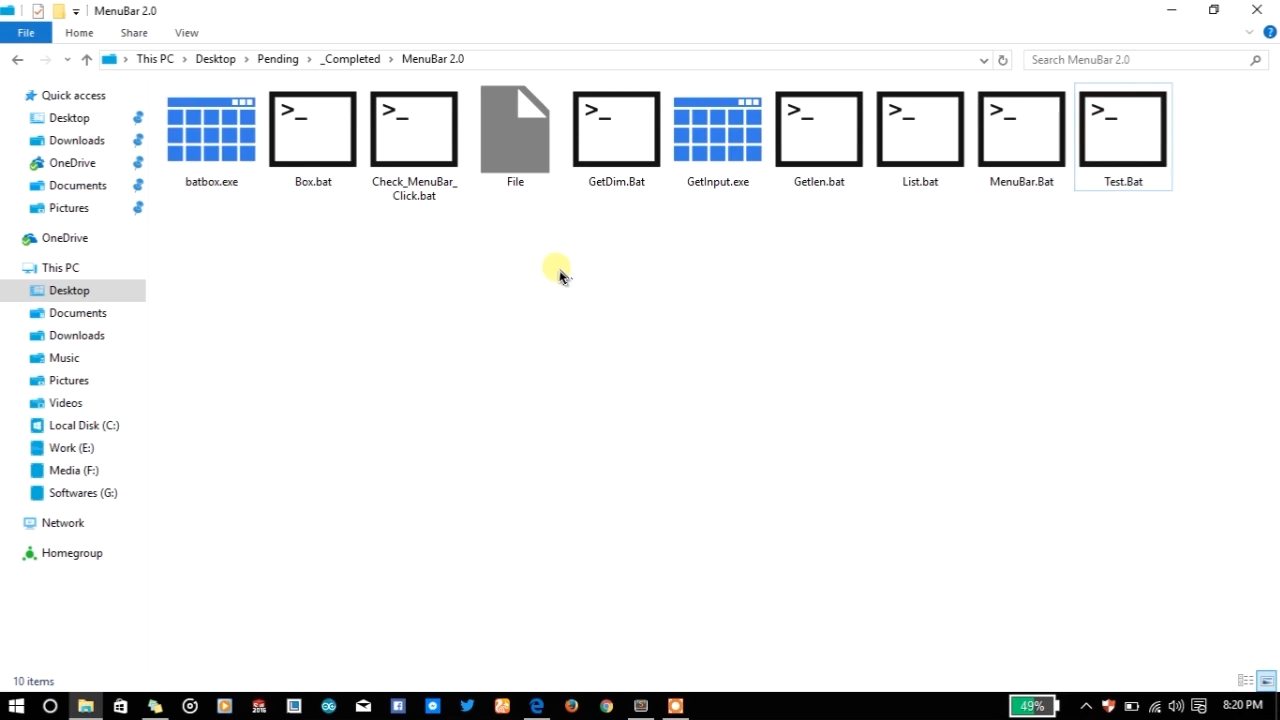 MenuBar 2.0
File Home Share View
This PC Desktop Pending _Completed MenuBar 2.0
Search MenuBar 2.0
Quick access
Desktop
Downloads
OneDrive
Documents
Pictures
OneDrive
This PC
Desktop
Documents
Downloads
Music
Pictures
Videos
Local Disk (C:)
Work (E:)
Media (F:)
Softwares (G:)
Network
Homegroup
>_ >_ >_ >_ >_ >_ >_
batbox.exe Box.bat Check_MenuBar_ File GetDim.Bat GetInput.exe Getlen.bat List.bat MenuBar.Bat Test.Bat
Click.bat
10 items
49% 8:20 PM